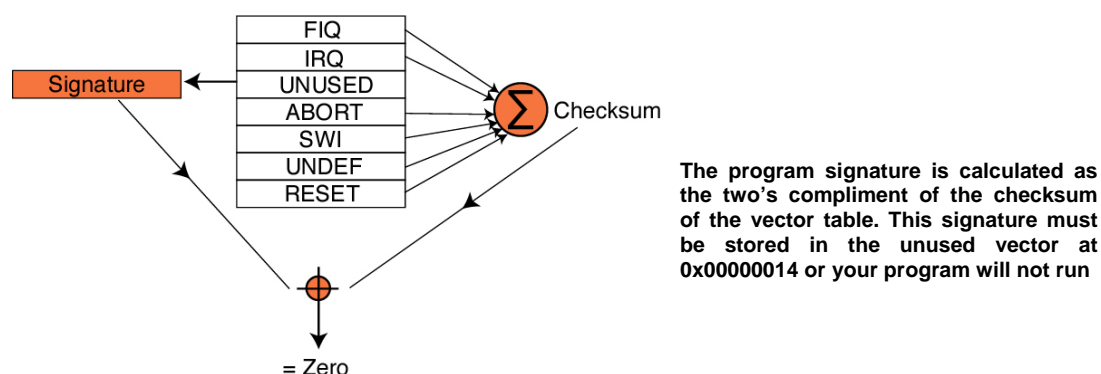 FIQ
IRQ
Signature
UNUSED
ABORT
Checksum
SWI
UNDEF
RESET
The program signature is calculated as
the two’s compliment of the checksum
of the vector table. This signature must
be stored in the unused vector at
0x00000014 or your program will not run
= Zero